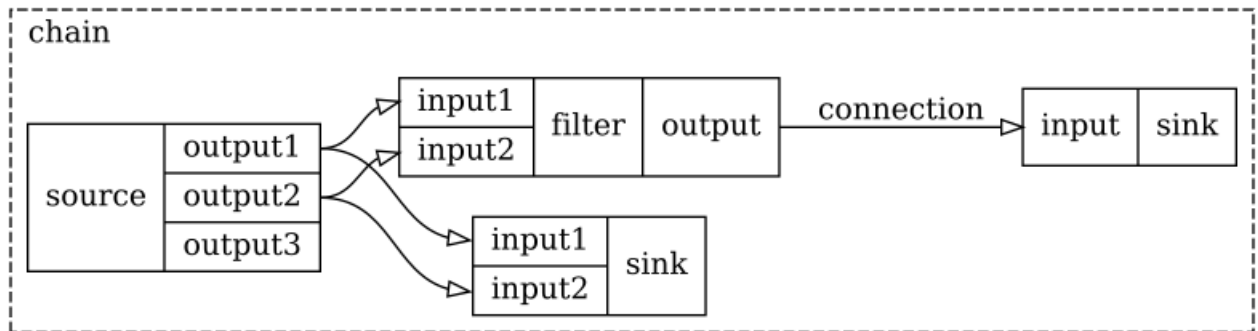 chain
source
output1
output2
output3
input1
input2
filter
output
connection
input
sink
input1
input2
sink